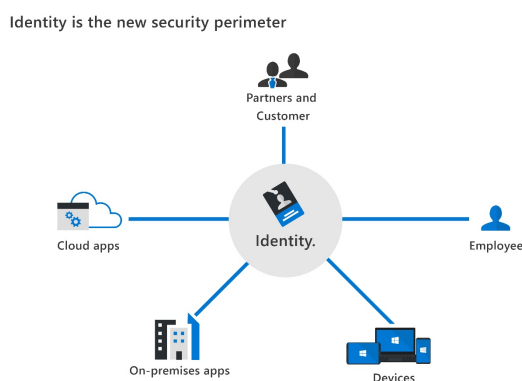 Identity is the new security perimeter
Partners and
Customer
Identity.
Cloud apps
Employee
On-premises apps
Devices